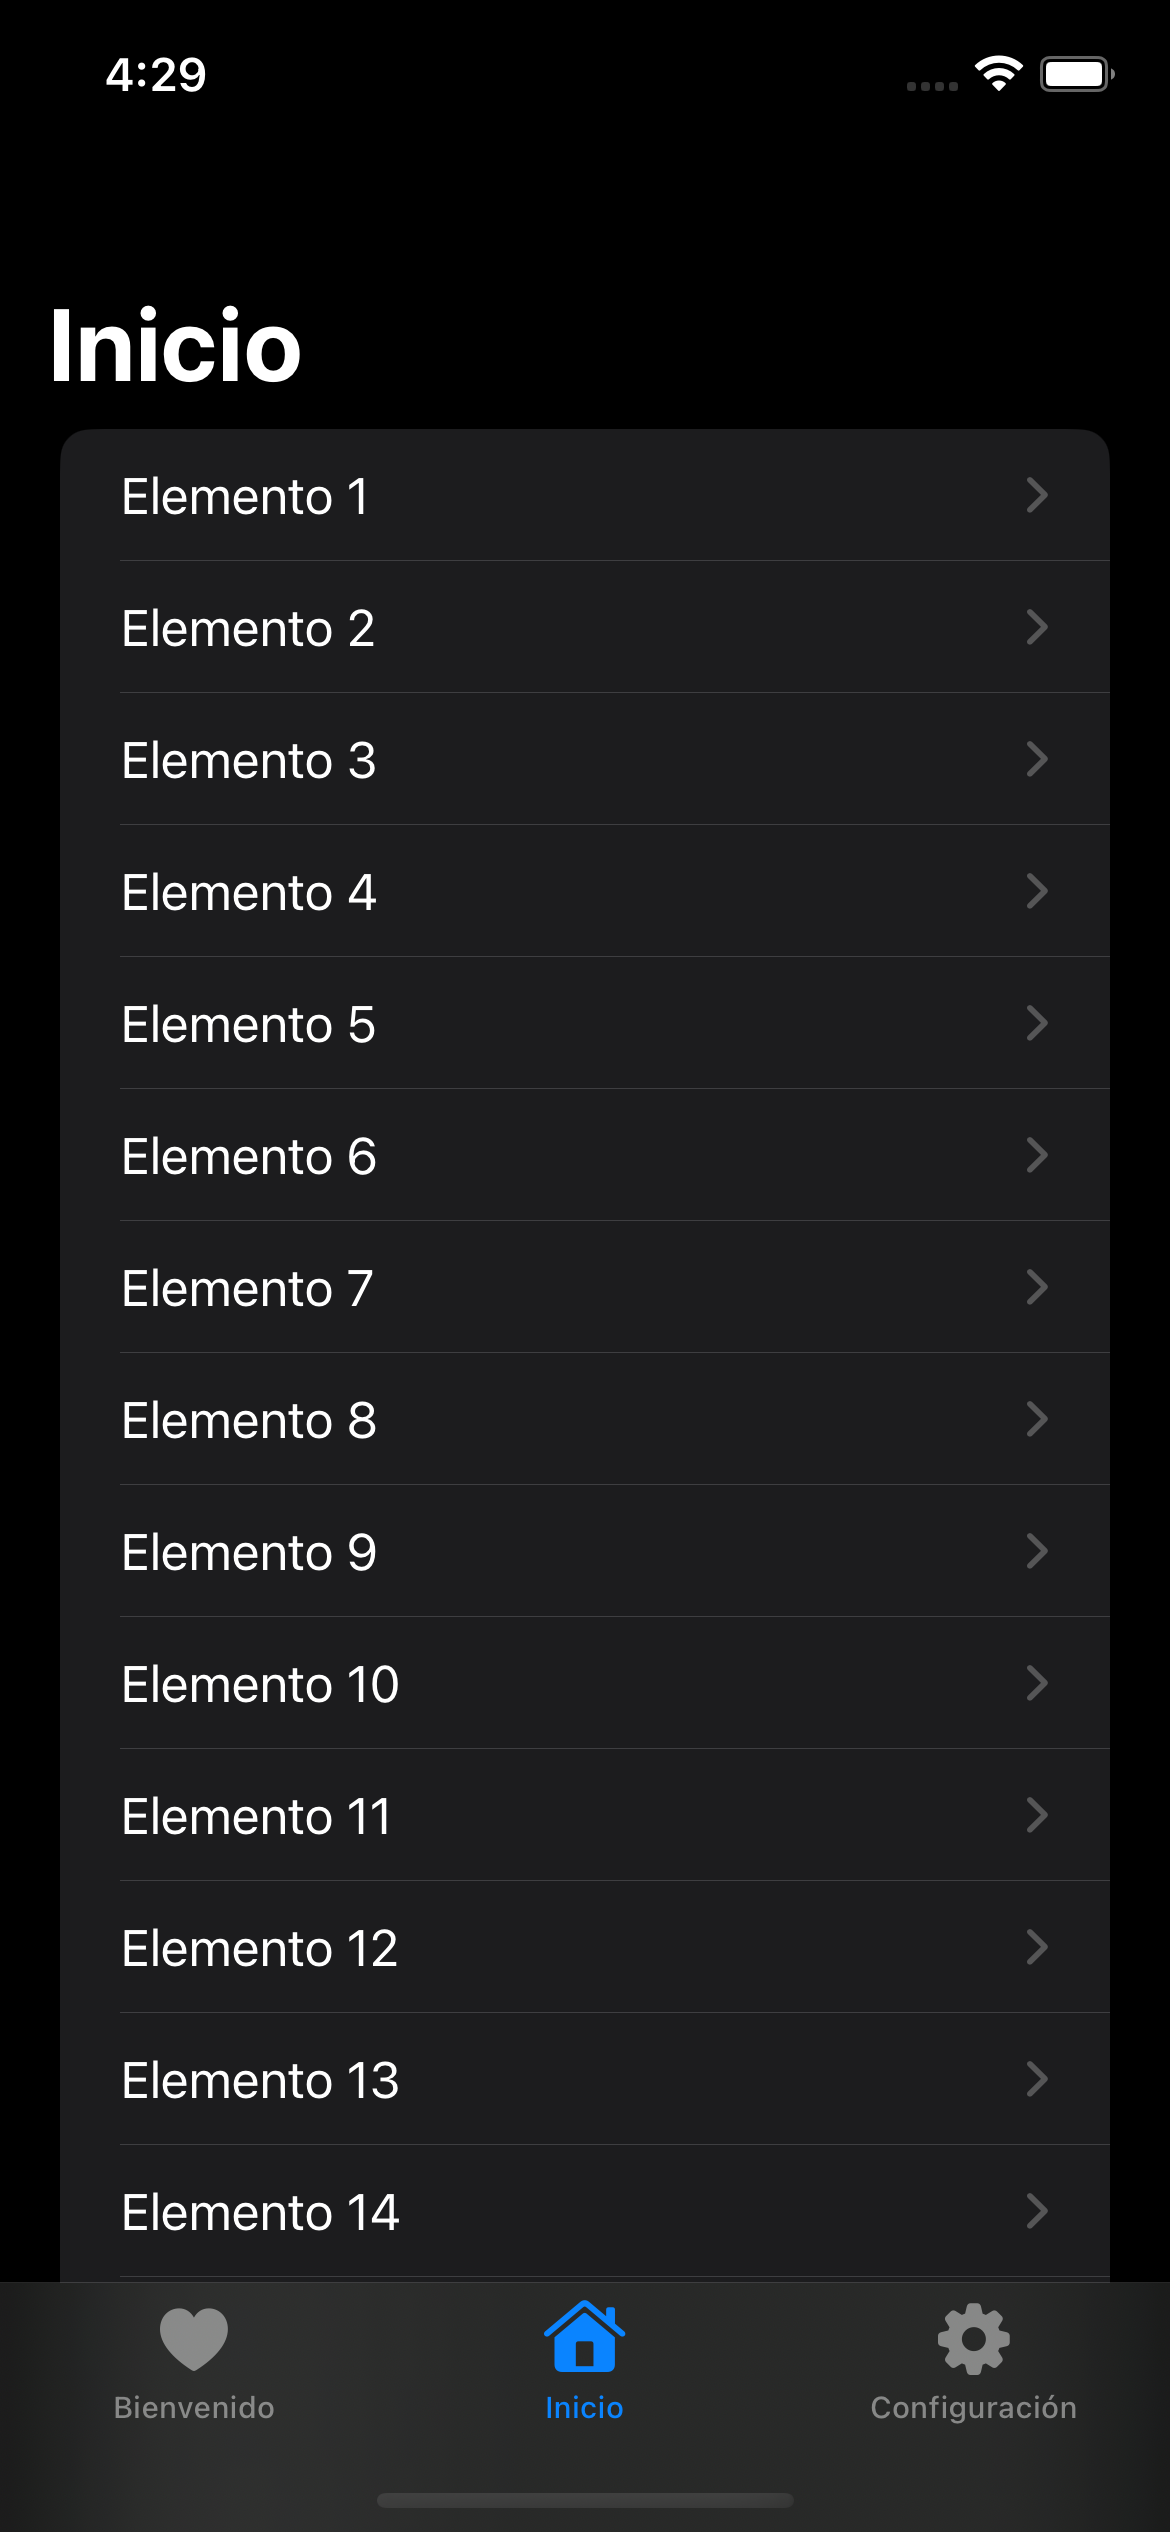 4:29
Inicio
Elemento 1
Elemento 2
Elemento 3
Elemento 4
Elemento 5
Elemento 6
Elemento 7
Elemento 8
Elemento 9
Elemento 10
Elemento 11
Elemento 12
Elemento 13
Elemento 14
Bienvenido
Inicio
Configuración